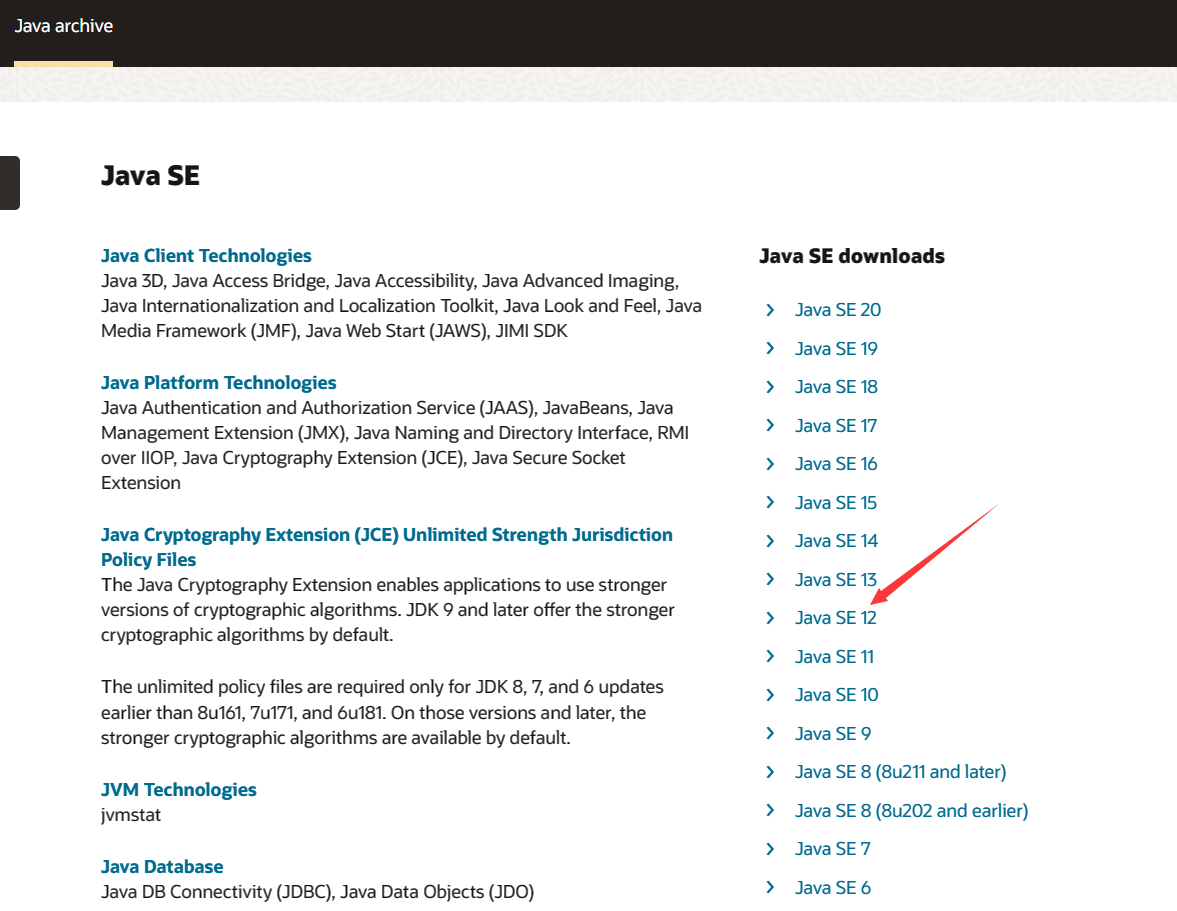 Java archive
Java SE
Java Client Technologies
Java 3D, Java Access Bridge, Java Accessibility, Java Advanced Imaging,
Java Internationalization and Localization Toolkit, Java Look and Feel, Java
Media Framework (JMF), Java Web Start (JAWS), JIMI SDK
Java Platform Technologies
Java Authentication and Authorization Service (JAAS), JavaBeans, Java
Management Extension (JMX), Java Naming and Directory Interface, RMI
over IIOP, Java Cryptography Extension (JCE), Java Secure Socket
Extension
Java Cryptography Extension (JCE) Unlimited Strength Jurisdiction
Policy Files
The Java Cryptography Extension enables applications to use stronger
versions of cryptographic algorithms. JDK 9 and later offer the stronger
cryptographic algorithms by default.
The unlimited policy files are required only for JDK 8, 7, and 6 updates
earlier than 8u161, 7u171, and 6u181. On those versions and later, the
stronger cryptographic algorithms are available by default.
JVM Technologies
jvmstat
Java Database
Java DB Connectivity (JDBC), Java Data Objects (JDO)
Java SE downloads
Java SE 20
Java SE 19
Java SE 18
Java SE 17
Java SE 16
Java SE 15
Java SE 14
Java SE 13
Java SE 12
Java SE 11
Java SE 10
Java SE 9
Java SE 8 (8u211 and later)
Java SE 8 (8u202 and earlier)
Java SE 7
Java SE 6